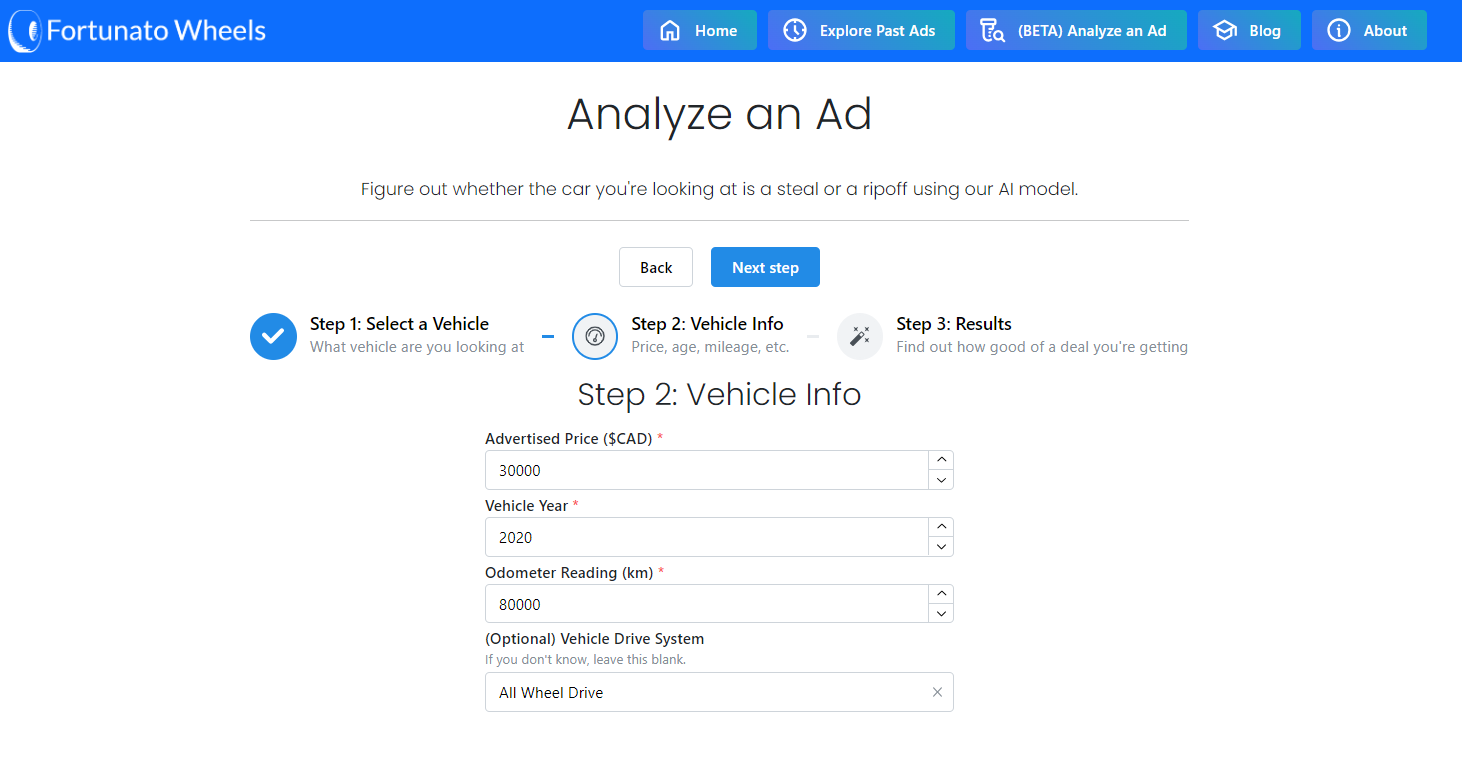 Fortunato Wheels
Home
Explore Past Ads
(BETA) Analyze an Ad
Blog
About
Analyze an Ad
Figure out whether the car you're looking at is a steal or a ripoff using our AI model.
Back
Next step
Step 1: Select a Vehicle
What vehicle are you looking at
Step 2: Vehicle Info
Price, age, mileage, etc.
Step 3: Results
Find out how good of a deal you're getting
Step 2: Vehicle Info
Advertised Price ($CAD) *
30000
Vehicle Year *
2020
Odometer Reading (km) *
80000
(Optional) Vehicle Drive System
If you don't know, leave this blank.
All Wheel Drive